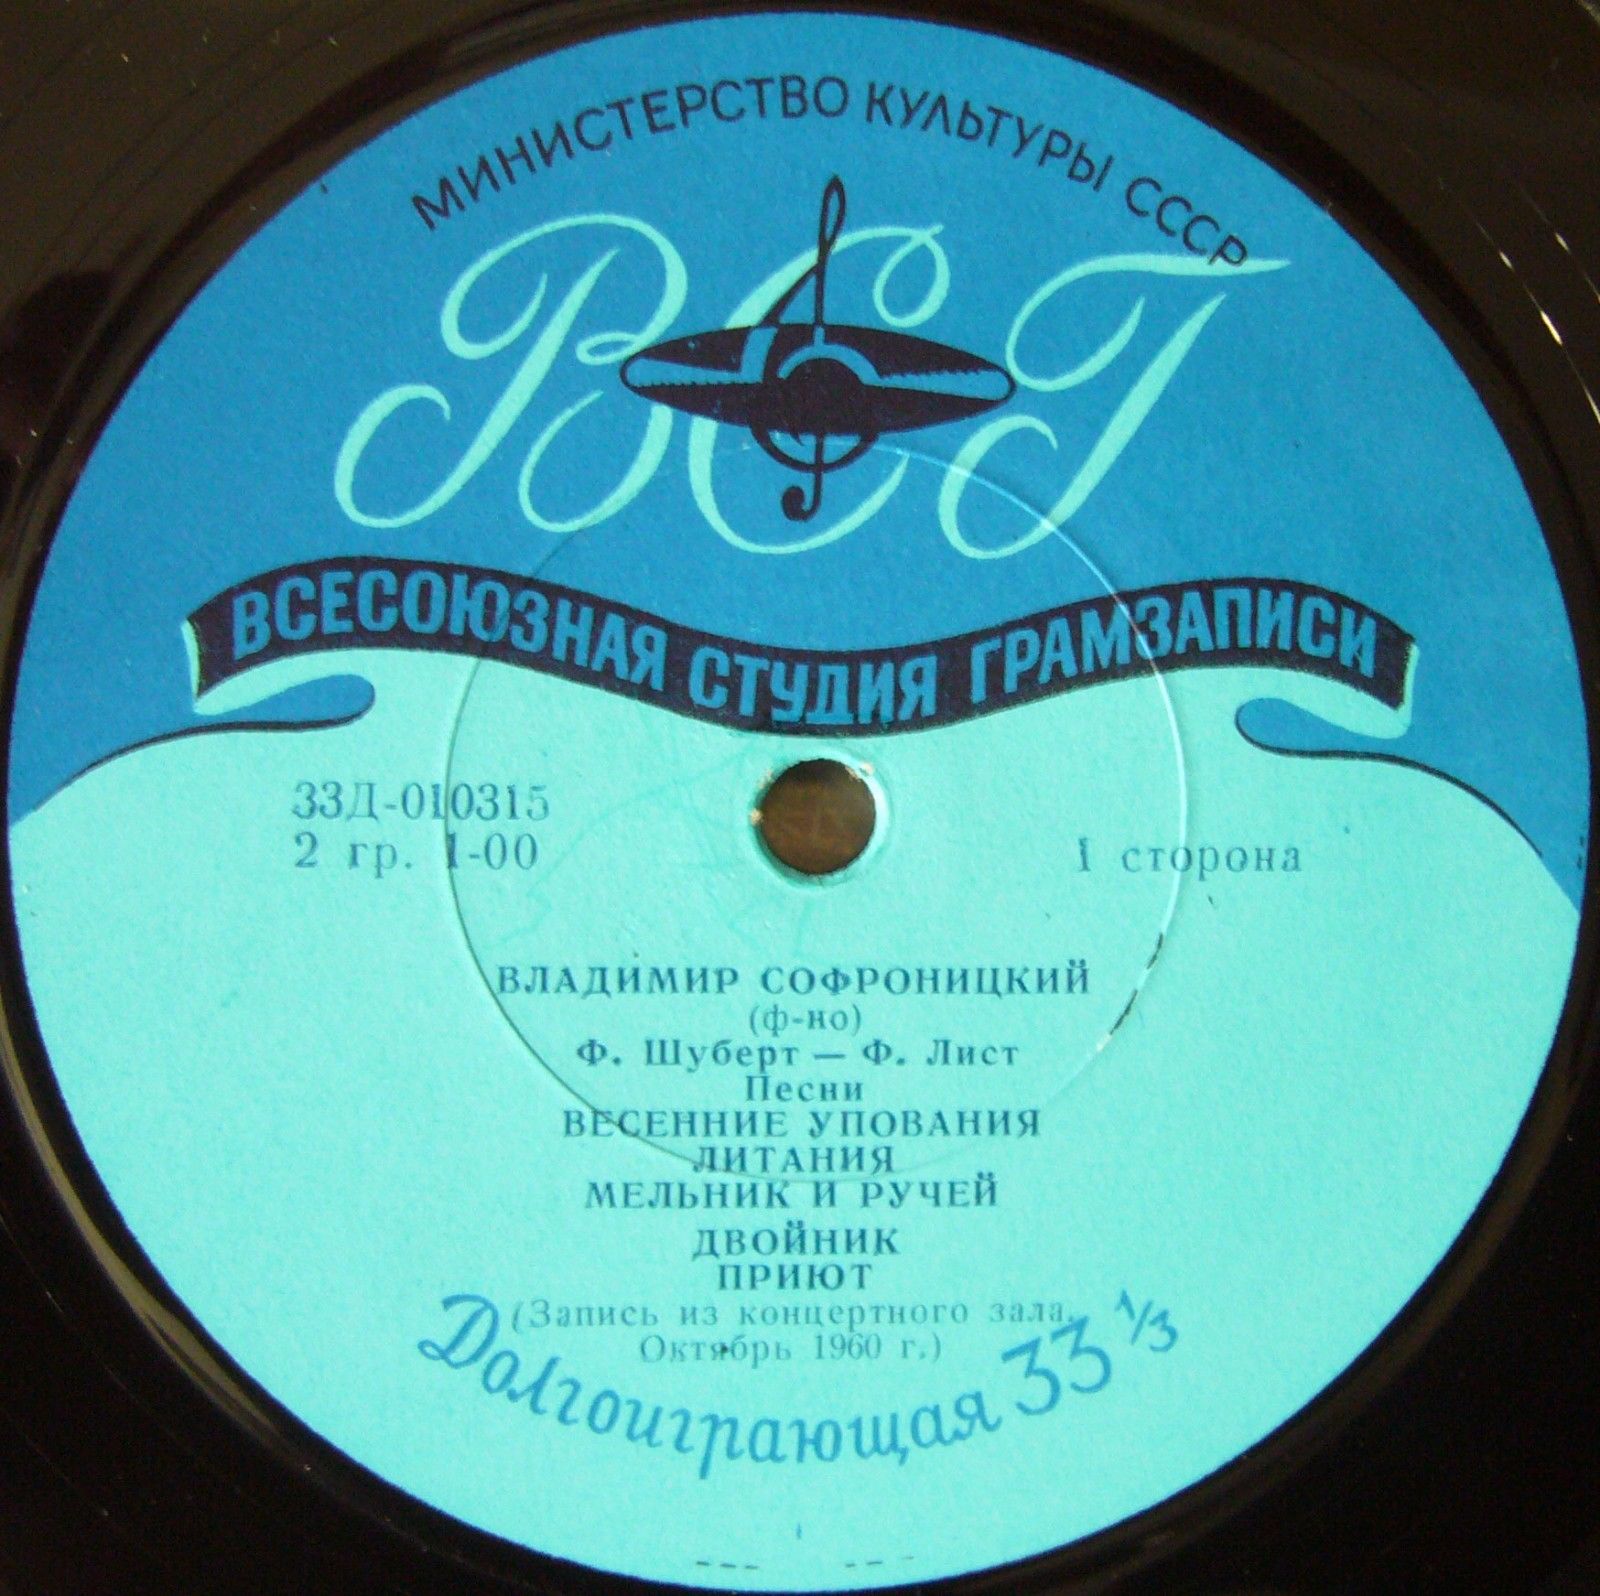 МИНИСТЕРСТВО КУЛЬТУРЫ СССР
ВСГ
ВСЕСОЮЗНАЯ СТУДИЯ ГРАМЗАПИСИ
33Д-010315
2 гр. 1-00
1 сторона
ВЛАДИМИР СОФРОНИЦКИЙ
(ф-но)
Ф. Шуберт — Ф. Лист
Песни
ВЕСЕННИЕ УПОВАНИЯ
ЛИТАНИЯ
МЕЛЬНИК И РУЧЕЙ
ДВОЙНИК
ПРИЮТ
(Запись из концертного зала.
Октябрь 1960 г.)
Долгоиграющая 33 1/3